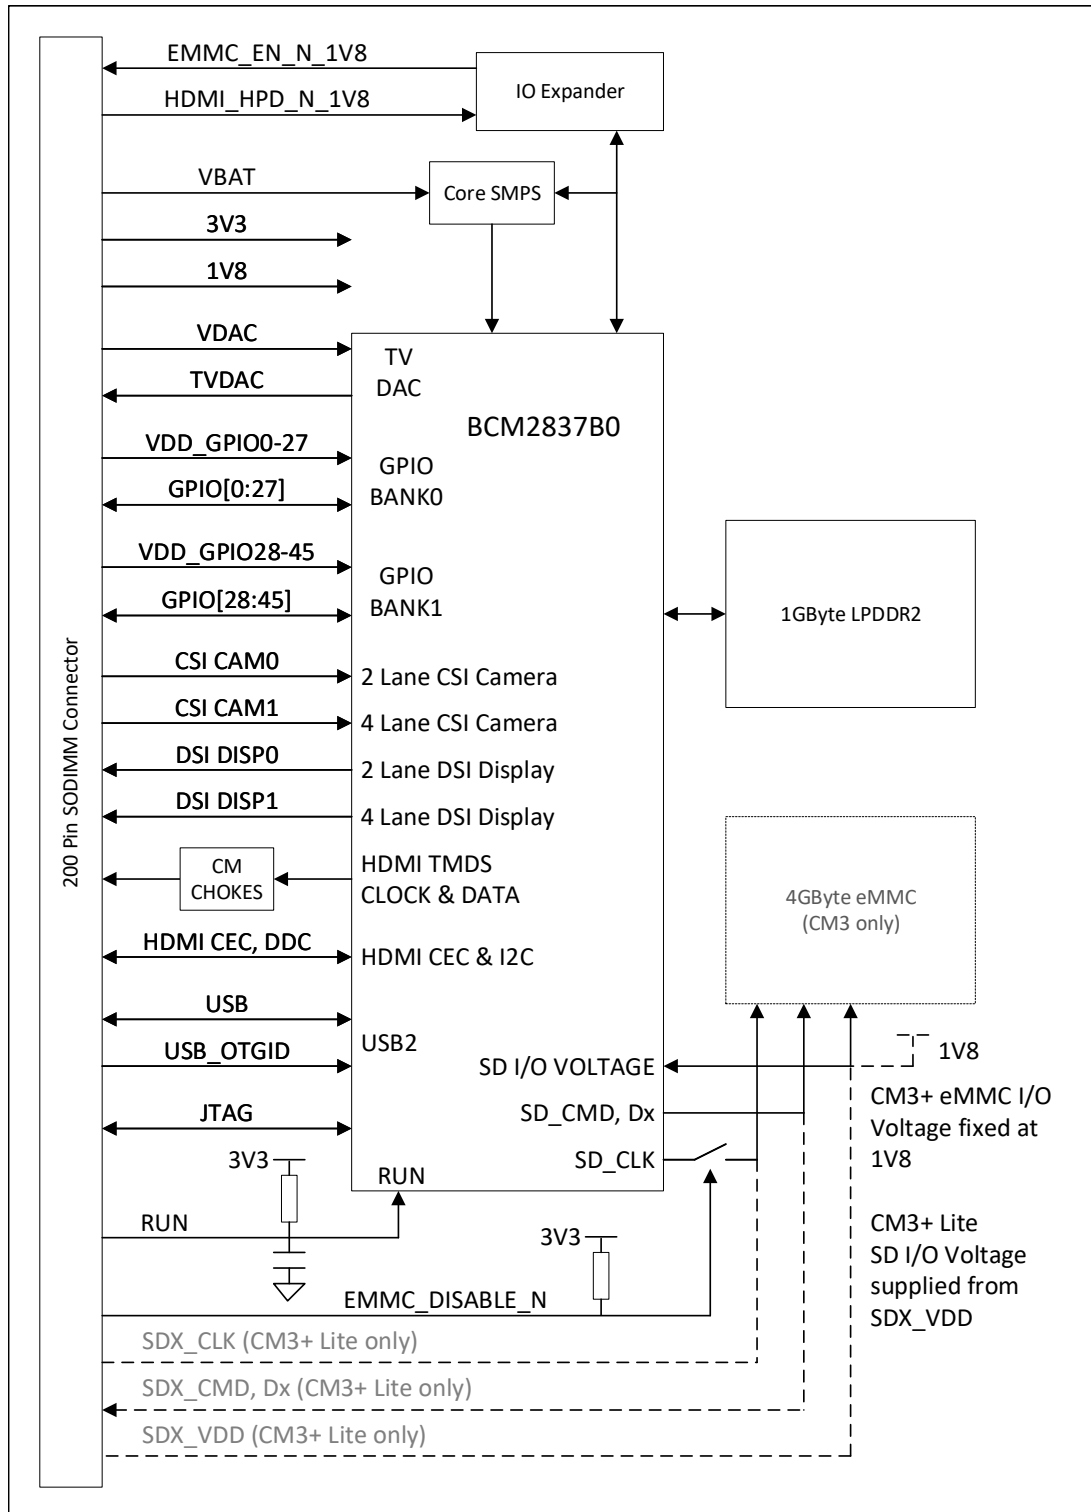 EMMC_EN_N_1V8
IO Expander
HDMI_HPD_N_1V8
VBAT
Core SMPS
3V3
1V8
VDAC
TV
DAC
TVDAC
BCM2837B0
VDD_GPIO0-27
GPIO
BANK0
GPIO[0:27]
VDD_GPIO28-45
GPIO
BANK1
GPIO[28:45]
1GByte LPDDR2
200 Pin SODIMM Connector
CSI CAM0
2 Lane CSI Camera
CSI CAM1
4 Lane CSI Camera
DSI DISP0
2 Lane DSI Display
DSI DISP1
4 Lane DSI Display
CM
CHOKES
HDMI TMDS
CLOCK & DATA
4GByte eMMC
(CM3 only)
HDMI CEC, DDC
HDMI CEC & I2C
USB
USB2
USB_OTGID
SD I/O VOLTAGE
1V8
CM3+ eMMC I/O
Voltage fixed at
1V8
SD_CMD, Dx
JTAG
SD_CLK
3V3
RUN
RUN
3V3
CM3+ Lite
SD I/O Voltage
supplied from
SDX_VDD
EMMC_DISABLE_N
SDX_CLK (CM3+ Lite only)
SDX_CMD, Dx (CM3+ Lite only)
SDX_VDD (CM3+ Lite only)